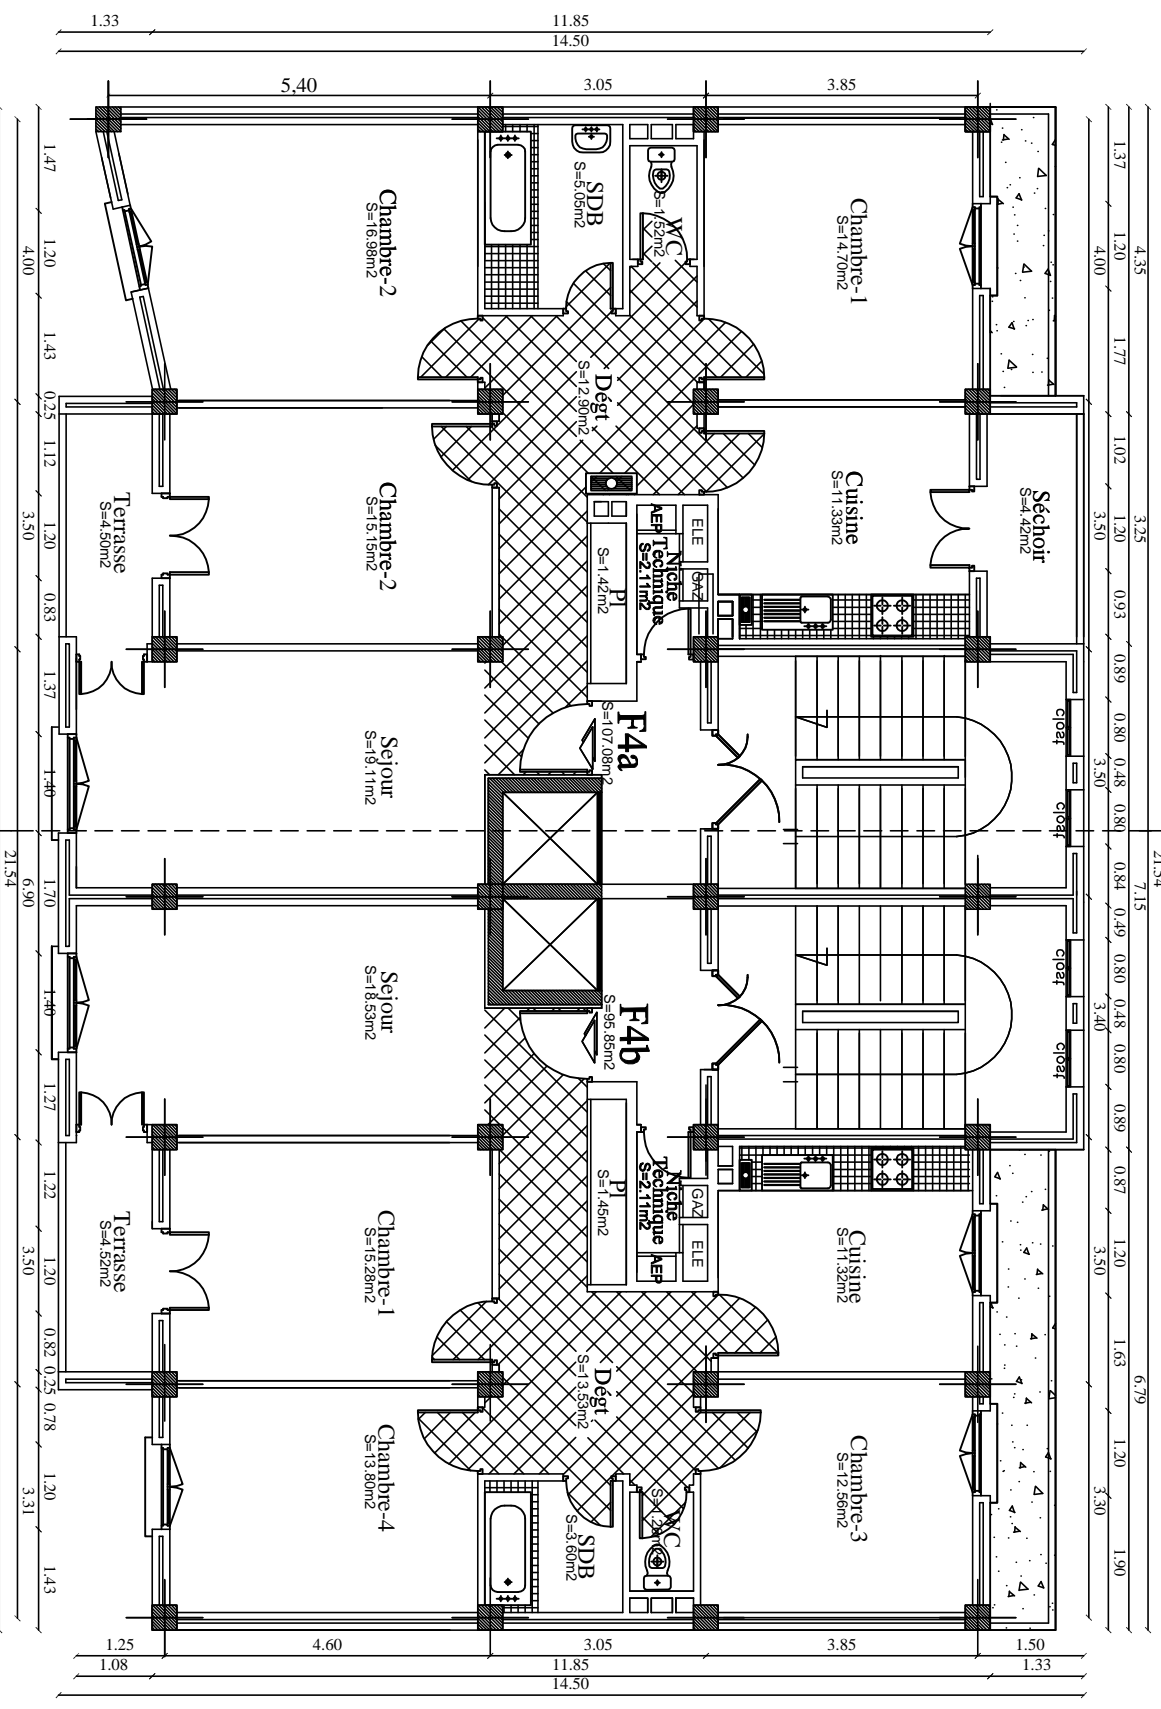 1.33
11.85
14.50
5,40
3.05
3.85
1.47
1.20
1.43
0.25
1.12
1.20
0.83
1.37
1.40
1.70
1.40
1.27
1.22
1.20
0.82
0.25
0.78
1.20
1.43
4.00
3.50
6.90
3.50
3.31
21.54
Chambre-2
S=16.98m2
SDB
S=5.05m2
WC
S=1.52m2
Chambre-1
S=14.70m2
Dégt
S=12.90m2
Terrasse
S=4.50m2
Chambre-2
S=15.15m2
Cuisine
S=11.33m2
Séchoir
S=4.42m2
AEP
ELE
GAZ
Niche
Technique
S=2.11m2
Pl
S=1.42m2
F4a
S=107.08m2
Sejour
S=19.11m2
closf
closf
Sejour
S=18.53m2
F4b
S=95.85m2
closf
closf
Pl
S=1.45m2
Niche
Technique
S=2.11m2
GAZ
ELE
AEP
Terrasse
S=4.52m2
Chambre-1
S=15.28m2
Cuisine
S=11.32m2
Dégt
S=13.53m2
Chambre-4
S=13.80m2
SDB
S=3.60m2
WC
Chambre-3
S=12.56m2
4.00
3.50
3.50
3.40
3.50
3.30
1.37
1.20
1.77
1.02
1.20
0.93
0.89
0.80
0.48
0.80
0.84
0.49
0.80
0.48
0.80
0.89
0.87
1.20
1.63
1.20
1.90
4.35
3.25
7.15
6.79
21.54
1.25
4.60
3.05
3.85
1.50
1.08
11.85
1.33
14.50